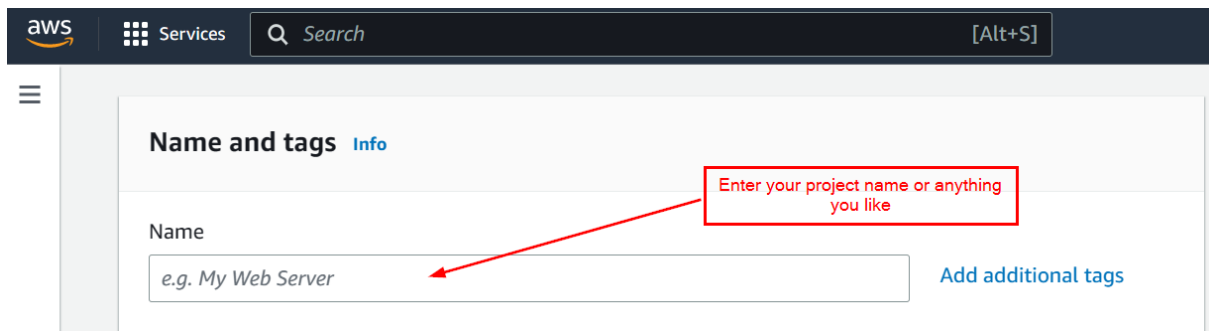 aws
Services
Search
[Alt+S]
Name and tags Info
Enter your project name or anything
you like
Name
e.g. My Web Server
Add additional tags